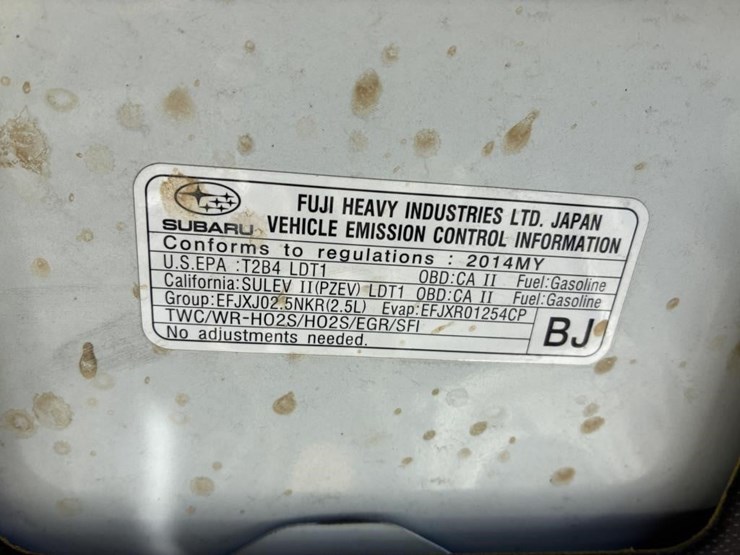 SUBARU
FUJI HEAVY INDUSTRIES LTD. JAPAN
VEHICLE EMISSION CONTROL INFORMATION
Conforms to regulations : 2014MY
U.S.EPA :T2B4 LDT1 OBD:CA II Fuel:Gasoline
California:SULEV II(PZEV) LDT1 OBD:CA II Fuel:Gasoline
Group:EFJXJ02.5NKR(2.5L) Evap:EFJXR01254CP
TWC/WR-HO2S/HO2S/EGR/SFI
No adjustments needed.
BJ